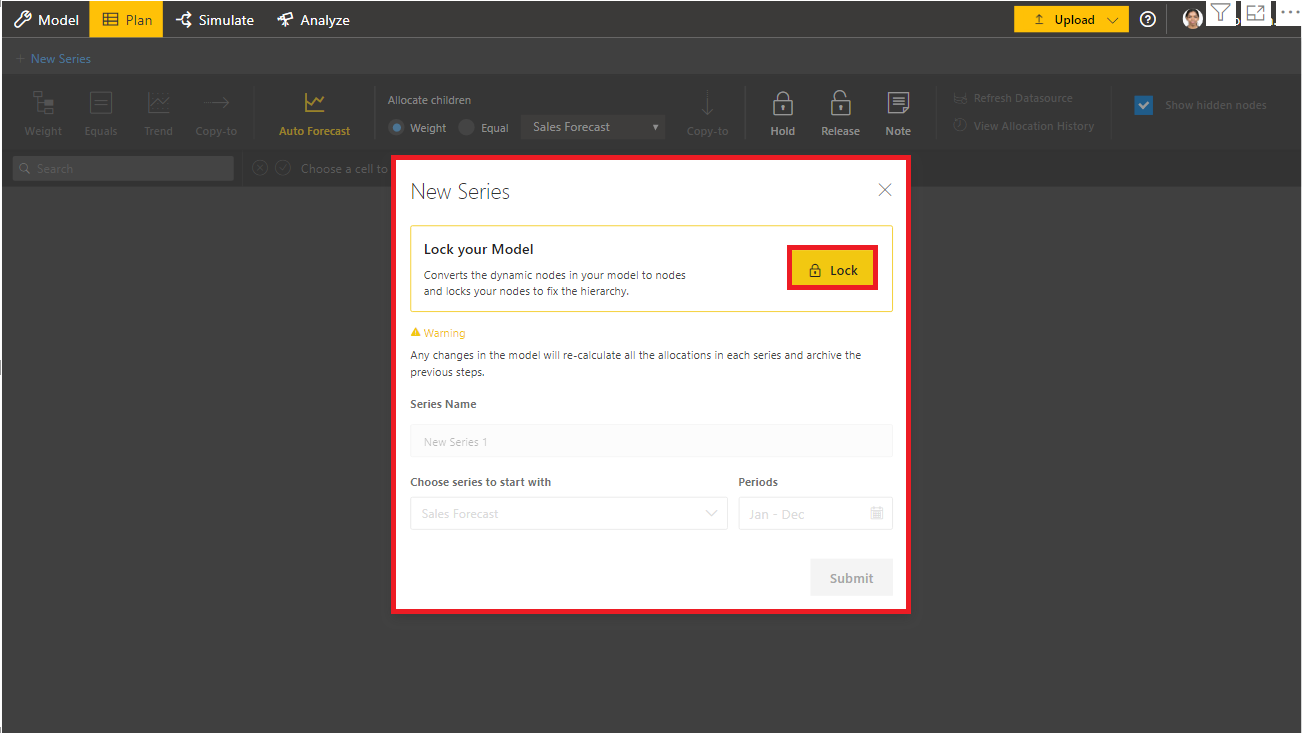 Model Plan Simulate Analyze Upload
+ New Series
Weight Equals Trend Copy-to Auto Forecast
Allocate children
Weight Equal Sales Forecast
Copy-to Hold Release Note
Refresh Datasource
View Allocation History
Show hidden nodes
Search
Choose a cell to
New Series
Lock your Model
Converts the dynamic nodes in your model to nodes
and locks your nodes to fix the hierarchy.
Lock
Warning
Any changes in the model will re-calculate all the allocations in each series and archive the
previous steps.
Series Name
New Series 1
Choose series to start with Periods
Sales Forecast Jan - Dec
Submit